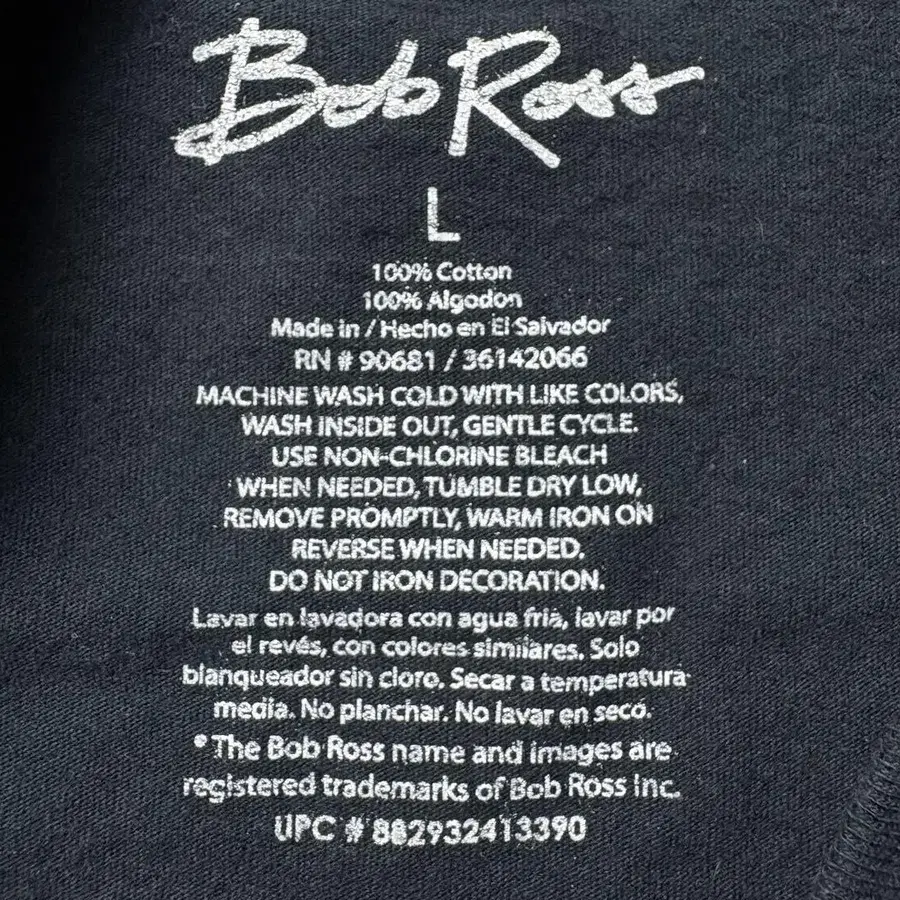 Bob Ross
L
100% Cotton
100% Algodon
Made in / Hecho en El Salvador
RN # 90681 / 36142066
MACHINE WASH COLD WITH LIKE COLORS,
WASH INSIDE OUT, GENTLE CYCLE.
USE NON-CHLORINE BLEACH
WHEN NEEDED, TUMBLE DRY LOW,
REMOVE PROMPTLY, WARM IRON ON
REVERSE WHEN NEEDED.
DO NOT IRON DECORATION.
Lavar en lavadora con agua fria, lavar por
el revés, con colores similares. Solo
blanqueador sin cloro. Secar a temperatura
media. No planchar. No lavar en seco.
®The Bob Ross name and images are
registered trademarks of Bob Ross Inc.
UPC # 882932413390